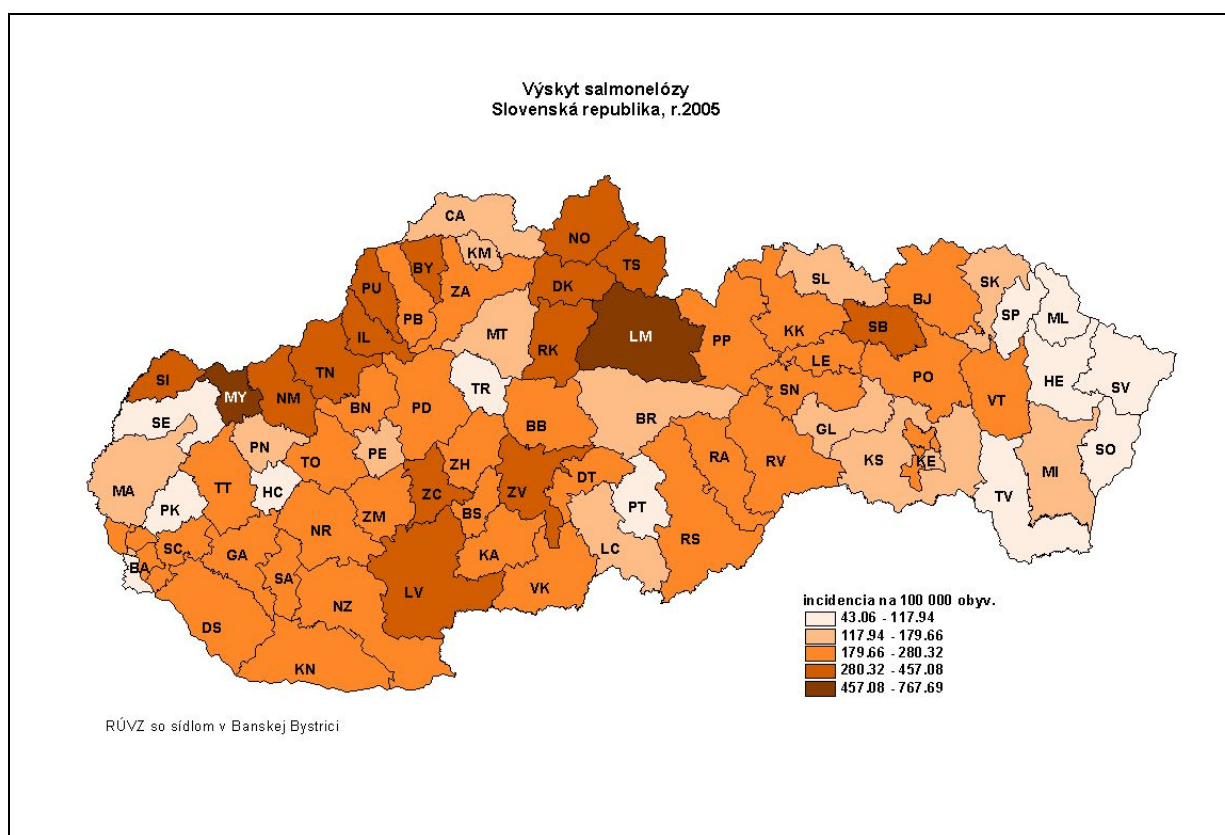 Výskyt salmonelózy
Slovenská republika, r.2005
CA
NO
KM
TS
BY
PU
ZA
DK
SL
SK
BJ
SP
ML
PB
IL
MT
RK
LM
PP
KK
SB
LE
PO
HE
SV
TN
SI
MY
NM
TR
SN
VT
SE
BN
PD
BB
BR
GL
PN
PE
TO
ZH
RA
RV
KS
KE
MI
SO
MA
TT
HC
ZC
ZV
DT
PK
ZM
BS
PT
TV
NR
SC
GA
KA
LC
RS
BA
SA
LV
VK
NZ
DS
KN
incidencia na 100 000 obyv.
43.06 - 117.94
117.94 - 179.66
179.66 - 280.32
280.32 - 457.08
457.08 - 767.69
RÚVZ so sídlom v Banskej Bystrici